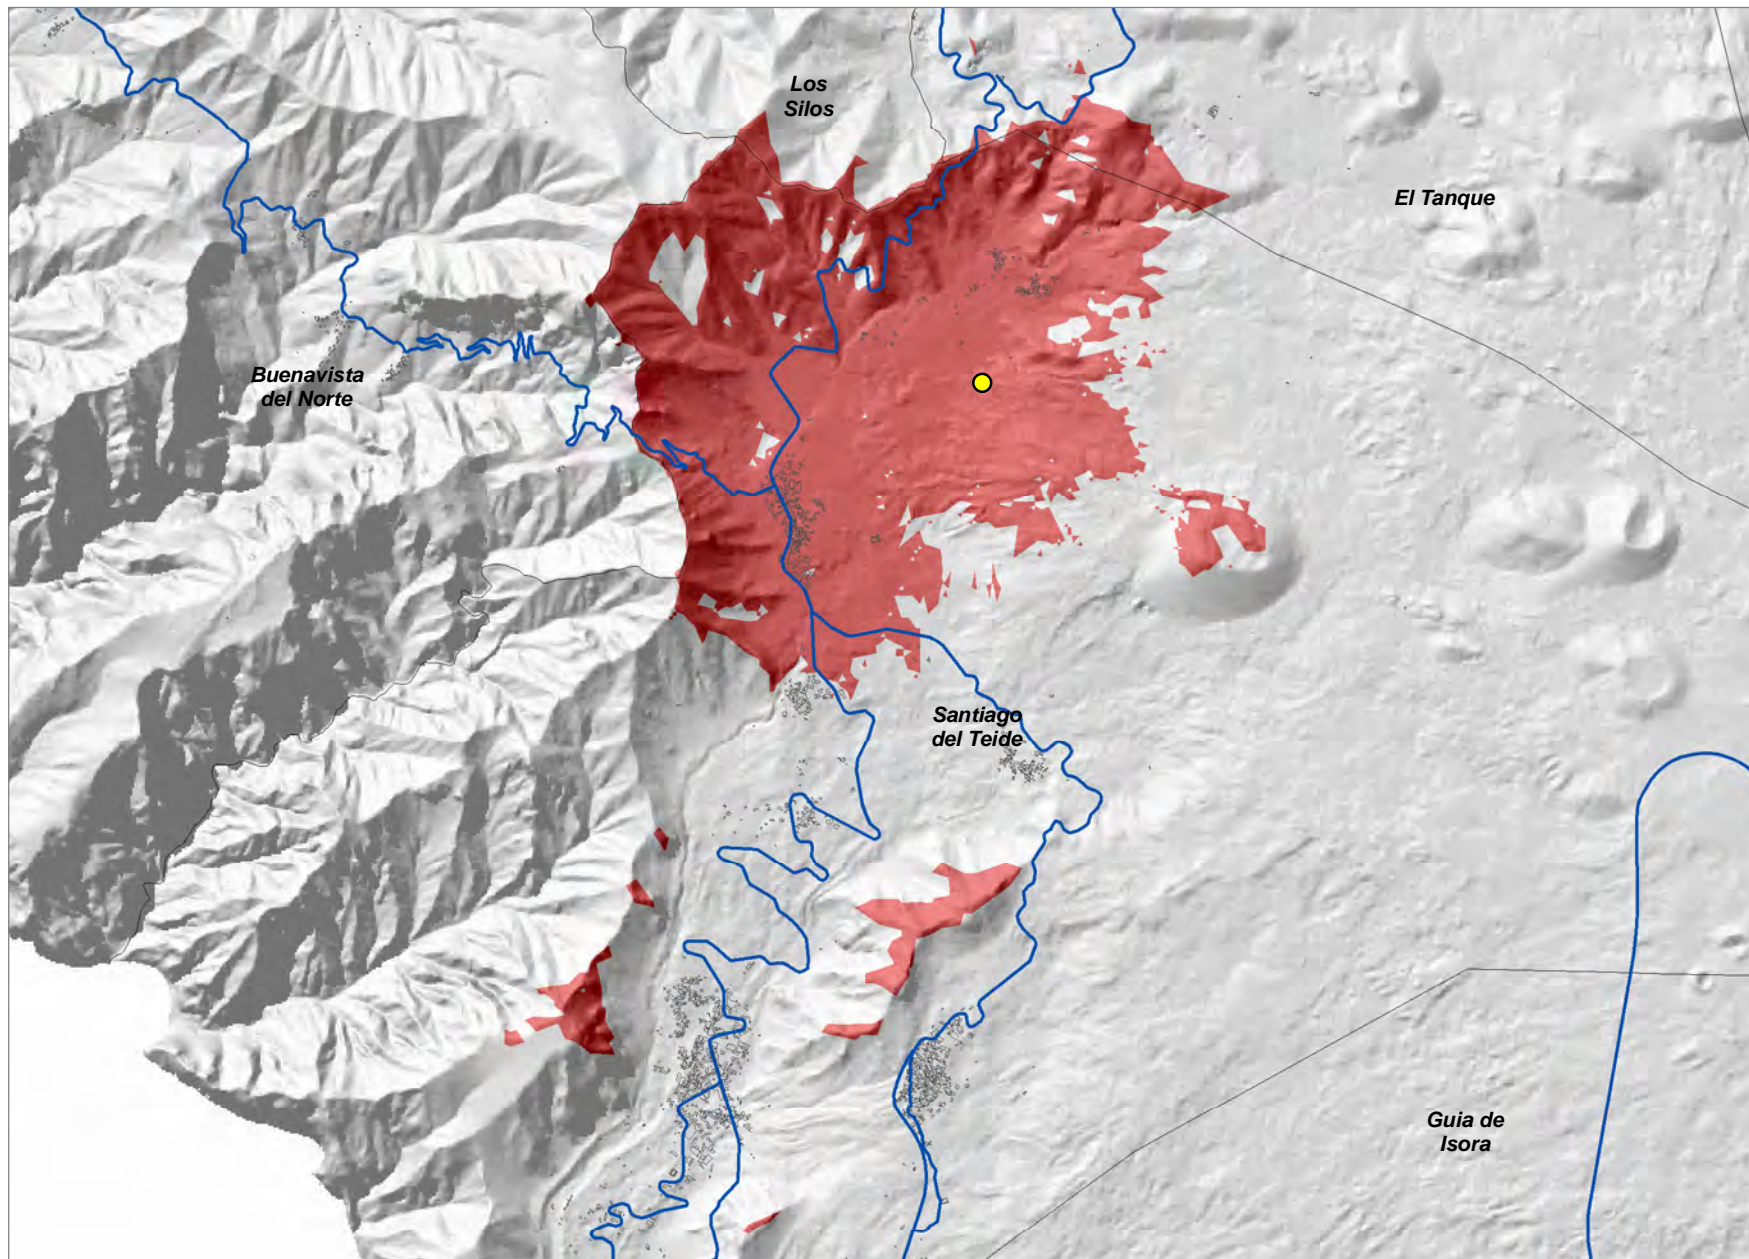 Los
Silos
El Tanque
Buenavista
del Norte
Santiago
del Teide
Guia de
Isora